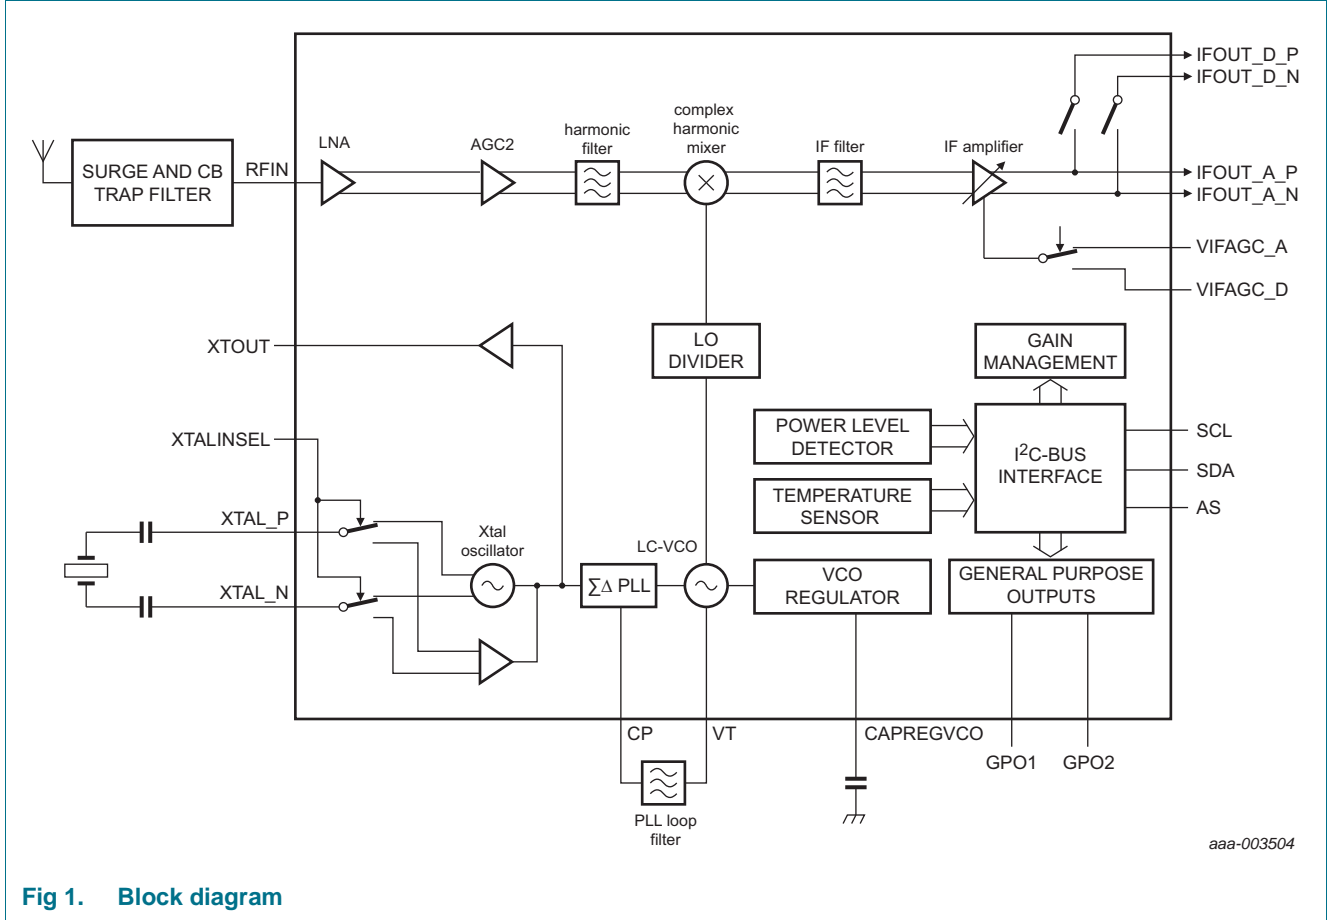 IFOUT_D_P
IFOUT_D_N
LNA
AGC2
harmonic
filter
complex
harmonic
mixer
IF filter
IF amplifier
SURGE AND CB
TRAP FILTER
RFIN
IFOUT_A_P
IFOUT_A_N
VIFAGC_A
VIFAGC_D
XTOUT
LO
DIVIDER
GAIN
MANAGEMENT
XTALINSEL
POWER LEVEL
DETECTOR
I2C-BUS
INTERFACE
SCL
SDA
AS
TEMPERATURE
SENSOR
XTAL_P
Xtal
oscillator
LC-VCO
XTAL_N
∑∆ PLL
VCO
REGULATOR
GENERAL PURPOSE
OUTPUTS
CP
VT
CAPREGVCO
GPO1
GPO2
PLL loop
filter
aaa-003504
Fig 1. Block diagram